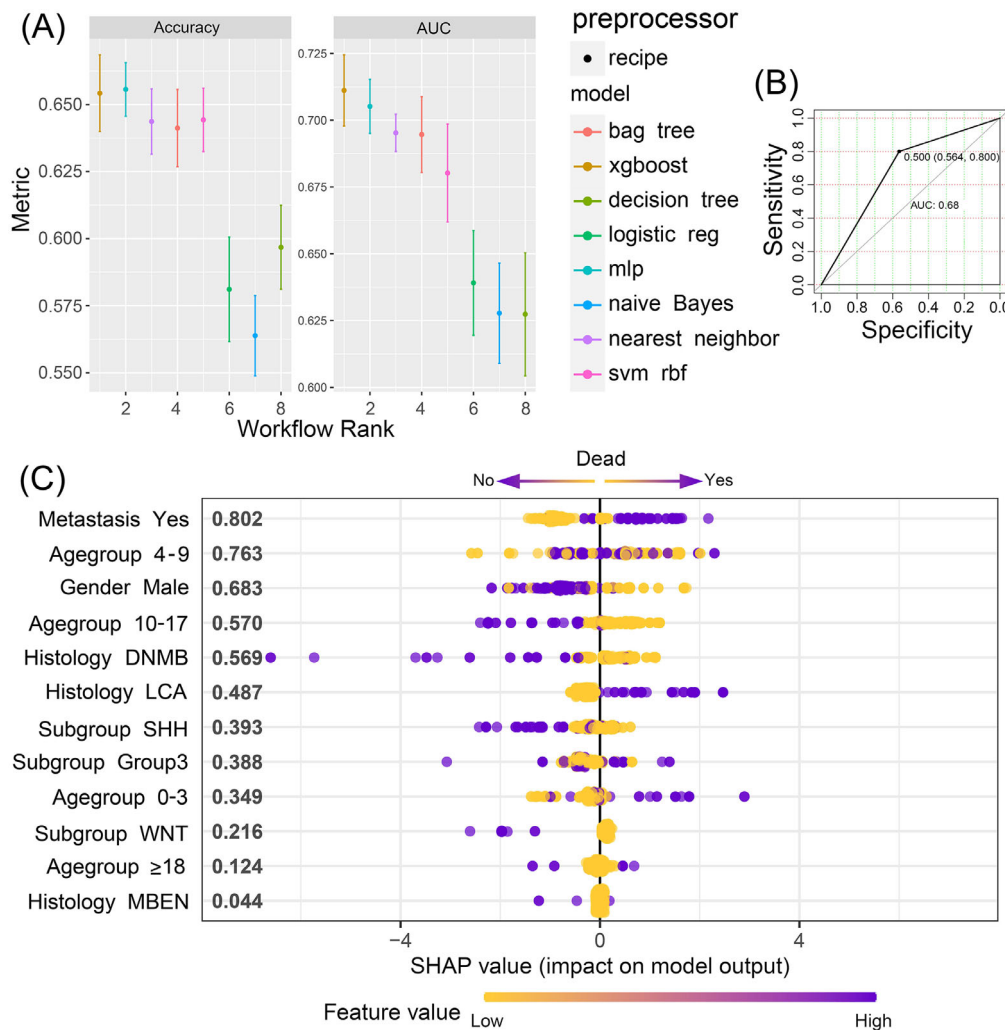 (A)
Accuracy
AUC
Metric
0.650
0.625
0.600
0.575
0.550
0.725
0.700
0.675
0.650
0.625
0.600
2 4 6 8
2 4 6 8
Workflow Rank
preprocessor
recipe
model
bag tree
xgboost
decision tree
logistic reg
mlp
naive Bayes
nearest neighbor
svm rbf
(B)
Sensitivity
1.0
0.8
0.6
0.4
0.2
0.0
0.500 (0.564, 0.800)
AUC: 0.68
1.0 0.8 0.6 0.4 0.2 0.0
Specificity
(C)
Dead
No
Yes
Metastasis Yes 0.802
Agegroup 4-9 0.763
Gender Male 0.683
Agegroup 10-17 0.570
Histology DNMB 0.569
Histology LCA 0.487
Subgroup SHH 0.393
Subgroup Group3 0.388
Agegroup 0-3 0.349
Subgroup WNT 0.216
Agegroup ≥18 0.124
Histology MBEN 0.044
−4 0 4
SHAP value (impact on model output)
Feature value
Low
High